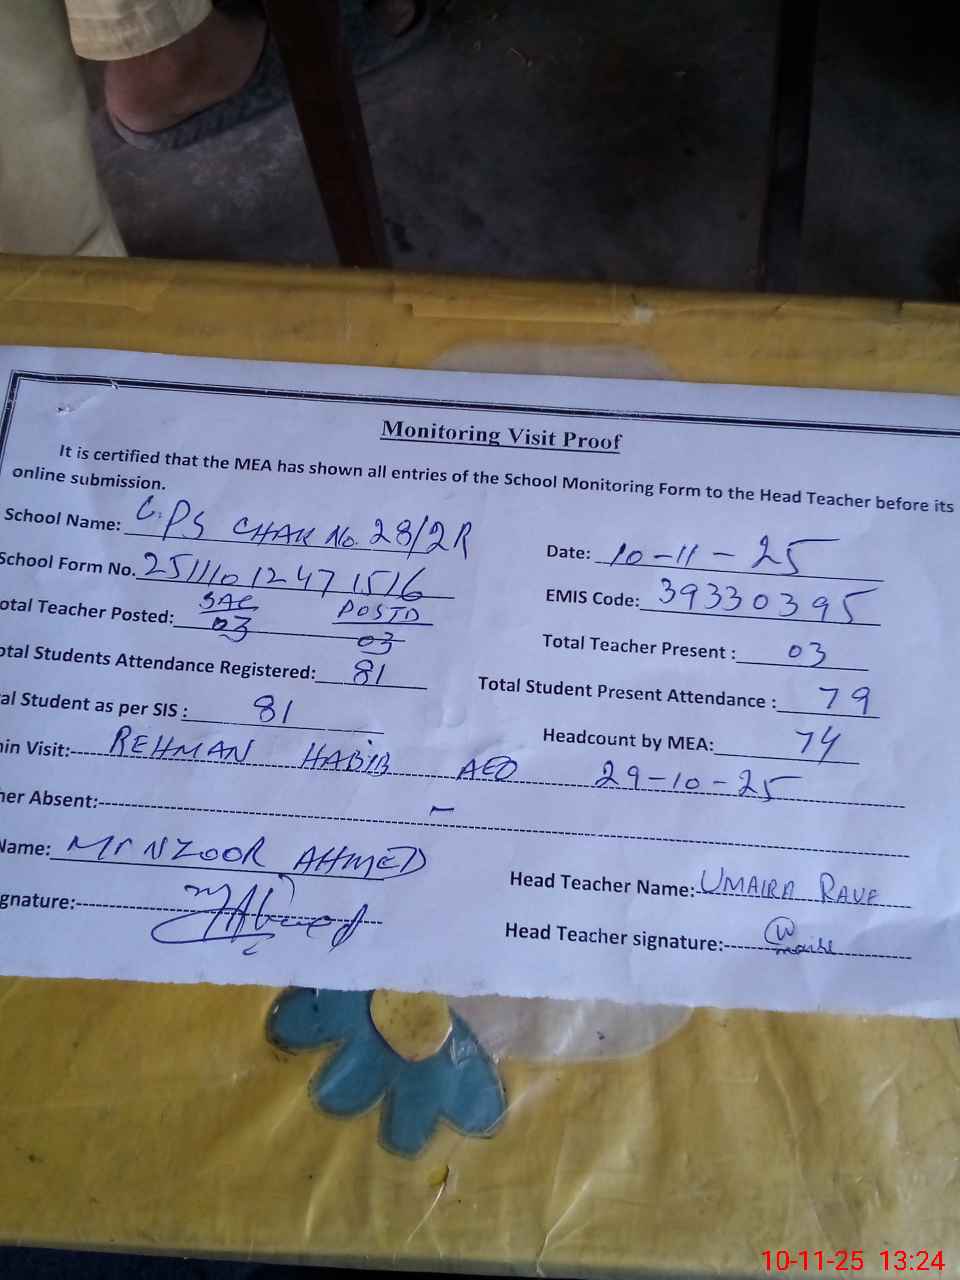 Monitoring Visit Proof
It is certified that the MEA has shown all entries of the School Monitoring Form to the Head Teacher before its
online submission.
School Name: G.PS CHAK No. 28/2R
Date: 10-11-25
School Form No. 25111012471516
EMIS Code: 39330395
otal Teacher Posted: SAC 03 POSTD 03
Total Teacher Present : 03
otal Students Attendance Registered: 81
Total Student Present Attendance : 79
al Student as per SIS : 81
Headcount by MEA: 74
in Visit: REHMAN HABIB AEO 29-10-25
her Absent: -
Name: AHMED
Head Teacher Name: UMAIRA RAUF
gnature:
Head Teacher signature:
10-11-25 13:24